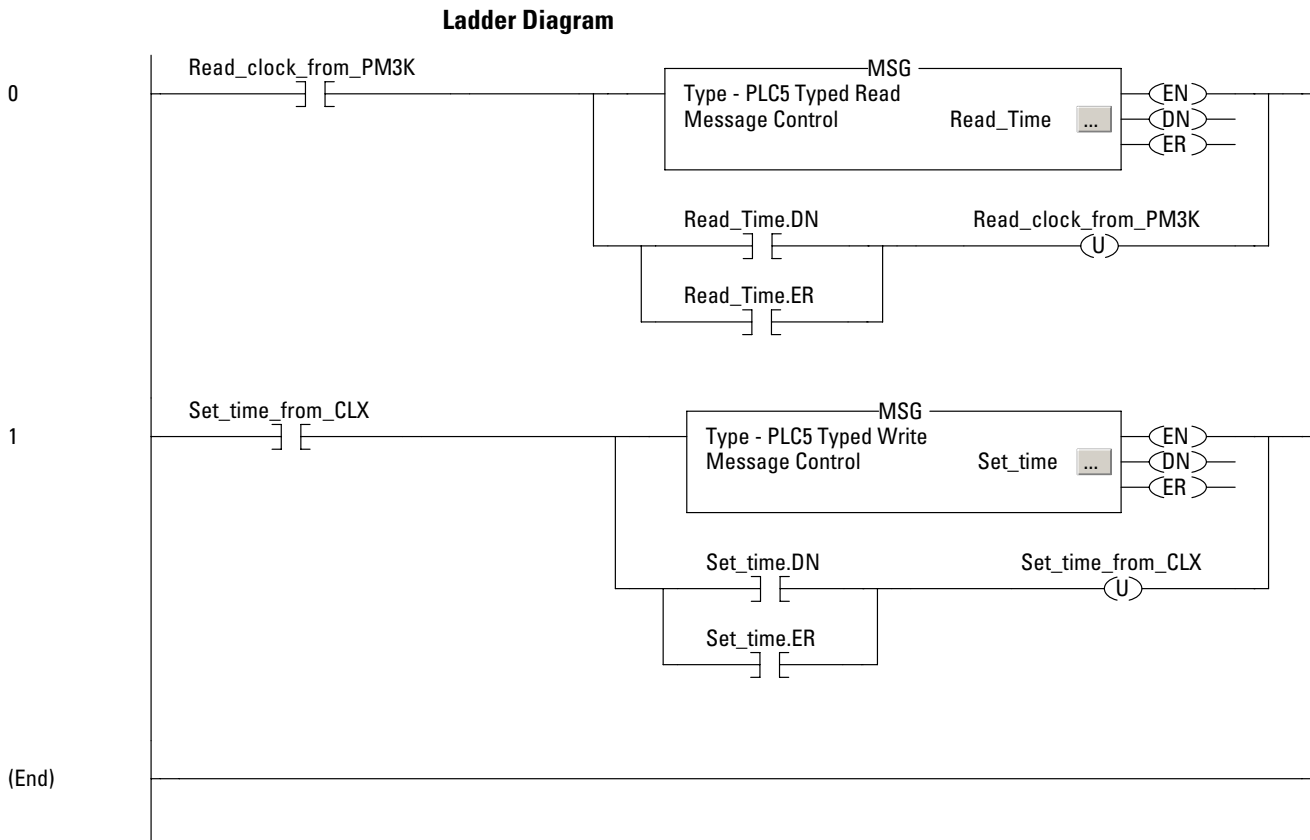 Ladder Diagram
Read_clock_from_PM3K
0
MSG
Type - PLC5 Typed Read
Message Control Read_Time ...
EN
DN
ER
Read_Time.DN Read_clock_from_PM3K
U
Read_Time.ER
Set_time_from_CLX
1
MSG
Type - PLC5 Typed Write
Message Control Set_time ...
EN
DN
ER
Set_time.DN Set_time_from_CLX
U
Set_time.ER
(End)